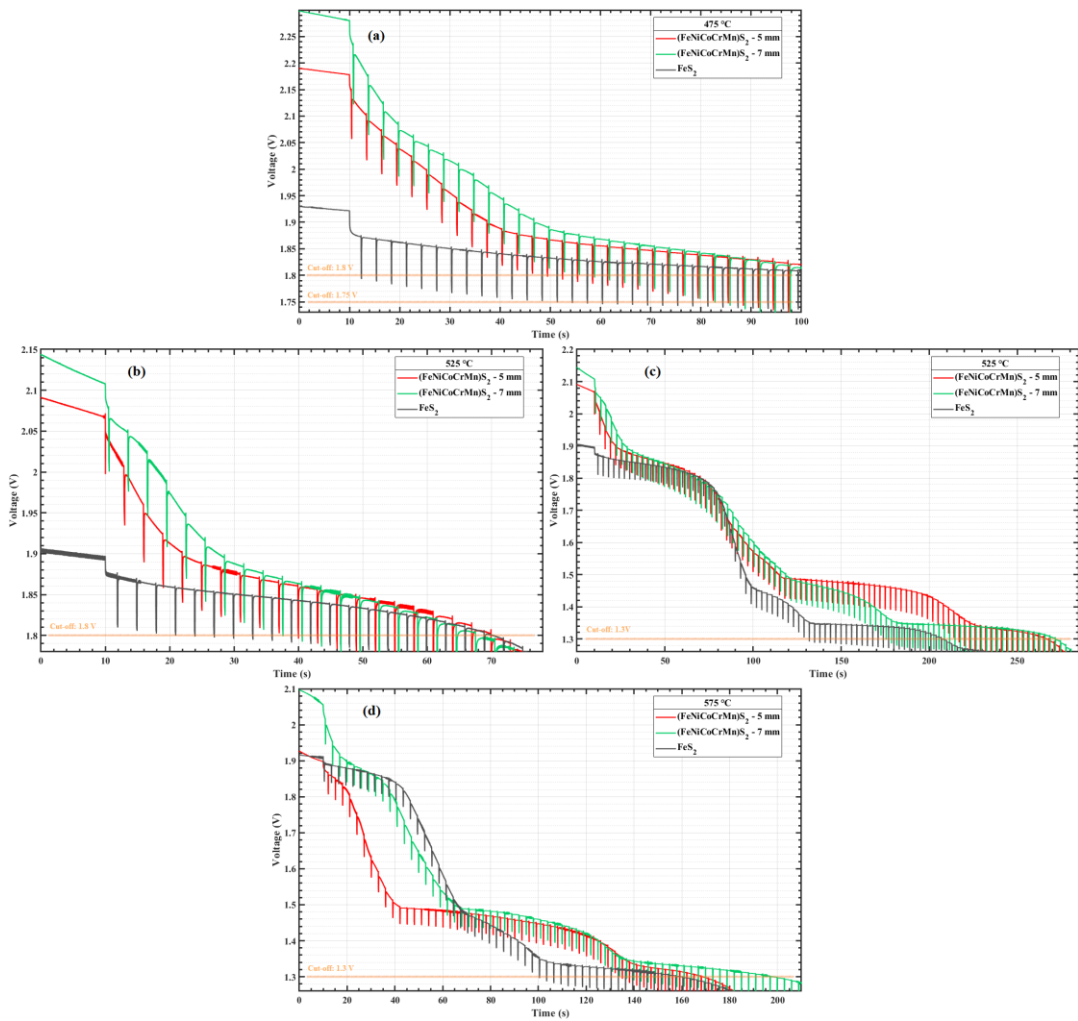 (a)
475 °C
(FeNiCoCrMn)S2 - 5 mm
(FeNiCoCrMn)S2 - 7 mm
FeS2
Voltage (V)
2.25
2.2
2.15
2.1
2.05
2
1.95
1.9
1.85
1.8
1.75
Cut-off: 1.8 V
Cut-off: 1.75 V
0 10 20 30 40 50 60 70 80 90 100
Time (s)
(b)
525 °C
(FeNiCoCrMn)S2 - 5 mm
(FeNiCoCrMn)S2 - 7 mm
FeS2
Voltage (V)
2.15
2.1
2.05
2
1.95
1.9
1.85
1.8
Cut-off: 1.8 V
0 10 20 30 40 50 60 70
Time (s)
(c)
525 °C
(FeNiCoCrMn)S2 - 5 mm
(FeNiCoCrMn)S2 - 7 mm
FeS2
Voltage (V)
2.2
2.1
2
1.9
1.8
1.7
1.6
1.5
1.4
1.3
Cut-off: 1.3V
0 50 100 150 200 250
Time (s)
(d)
575 °C
(FeNiCoCrMn)S2 - 5 mm
(FeNiCoCrMn)S2 - 7 mm
FeS2
Voltage (V)
2.1
2
1.9
1.8
1.7
1.6
1.5
1.4
1.3
Cut-off: 1.3 V
0 20 40 60 80 100 120 140 160 180 200
Time (s)